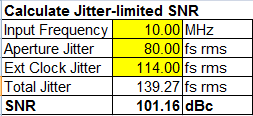 Calculate Jitter-limited SNR
Input Frequency 10.00 MHz
Aperture Jitter 80.00 fs rms
Ext Clock Jitter 114.00 fs rms
Total Jitter 139.27 fs rms
SNR 101.16 dBc